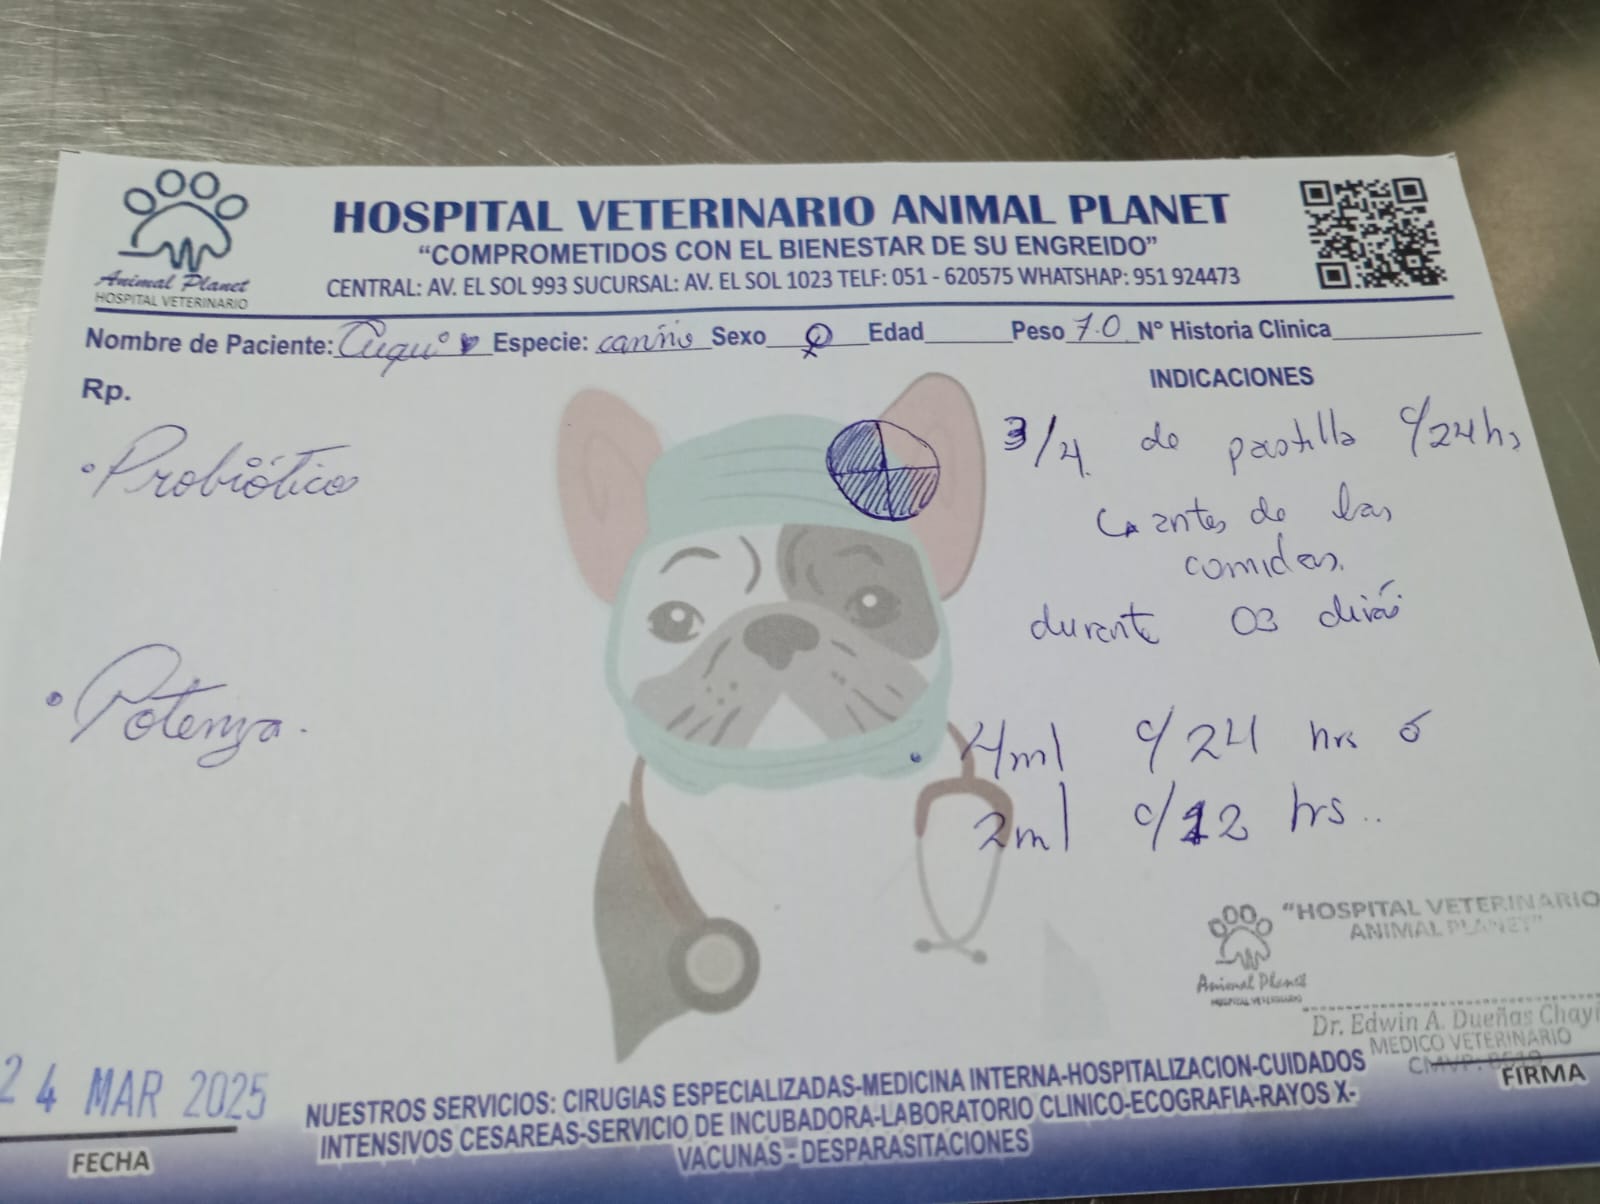 HOSPITAL VETERINARIO ANIMAL PLANET
“COMPROMETIDOS CON EL BIENESTAR DE SU ENGREIDO”
CENTRAL: AV. EL SOL 993 SUCURSAL: AV. EL SOL 1023 TELF: 051 - 620575 WHATSHAP: 951 924473
Animal Planet
HOSPITAL VETERINARIO
Nombre de Paciente: Cuqui Especie: canino Sexo ♀ Edad Peso 7.0 N° Historia Clinica
Rp.
INDICACIONES
• Probiótico
3/4 de pastilla c/24hs
antes de las
comidas.
durante 03 días
• Potenza.
• 4ml c/24 hrs ó
2ml c/12 hrs..
“HOSPITAL VETERINARIO
ANIMAL PLANET”
Animal Planet
HOSPITAL VETERINARIO
Dr. Edwin A. Dueñas Chayi
MEDICO VETERINARIO
CMVP:
FIRMA
24 MAR 2025
FECHA
NUESTROS SERVICIOS: CIRUGIAS ESPECIALIZADAS-MEDICINA INTERNA-HOSPITALIZACION-CUIDADOS
INTENSIVOS CESAREAS-SERVICIO DE INCUBADORA-LABORATORIO CLINICO-ECOGRAFIA-RAYOS X-
VACUNAS - DESPARASITACIONES